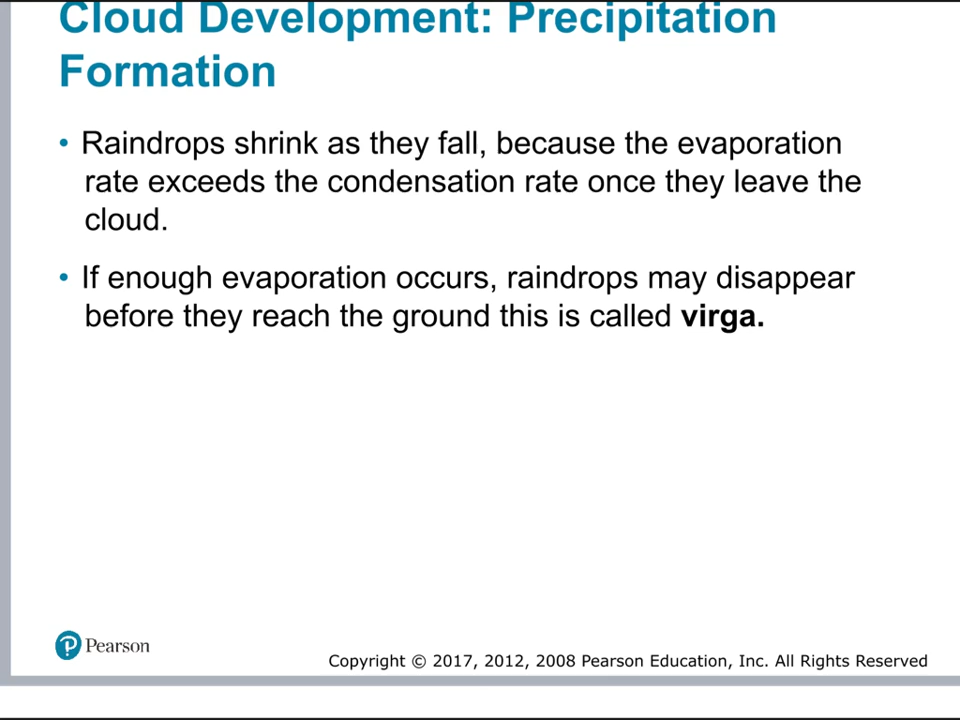 Cloud Development: Precipitation
Formation
• Raindrops shrink as they fall, because the evaporation
rate exceeds the condensation rate once they leave the
cloud.
• If enough evaporation occurs, raindrops may disappear
before they reach the ground this is called virga.
Pearson
Copyright © 2017, 2012, 2008 Pearson Education, Inc. All Rights Reserved